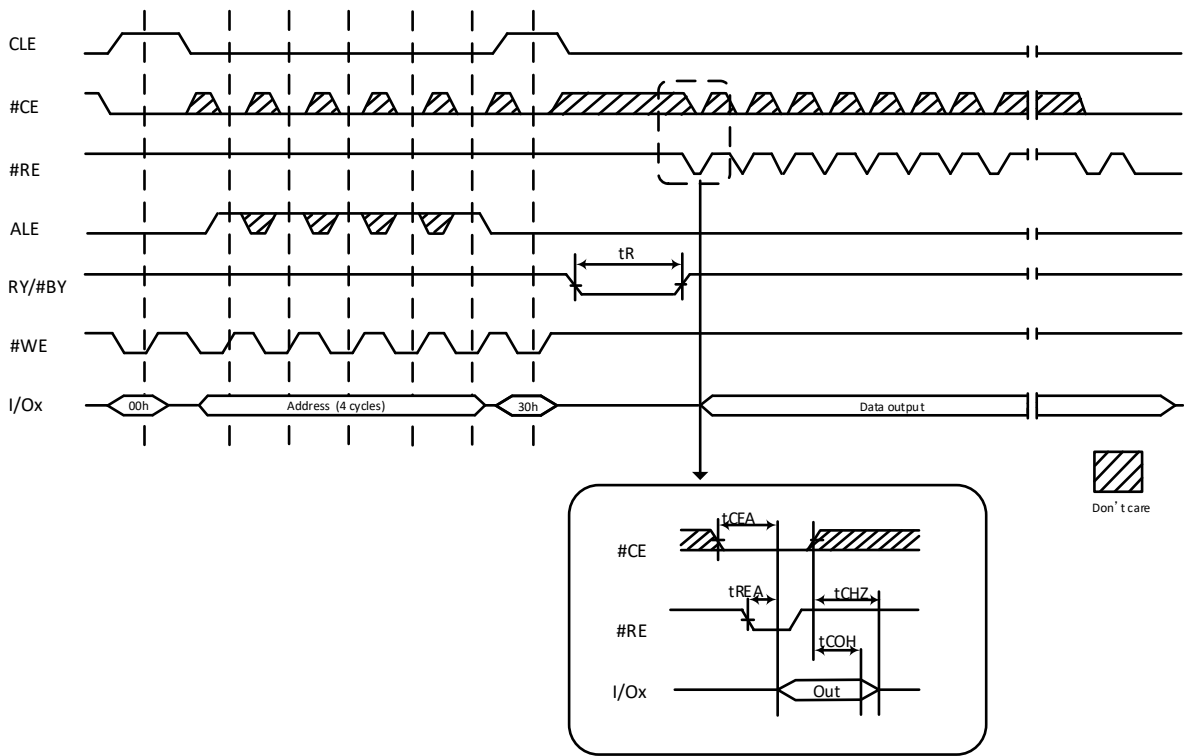 CLE
#CE
#RE
ALE
tR
RY/#BY
#WE
I/Ox
00h
Address (4 cycles)
30h
Data output
Don't care
tCEA
#CE
tREA
tCHZ
#RE
tCOH
I/Ox
Out